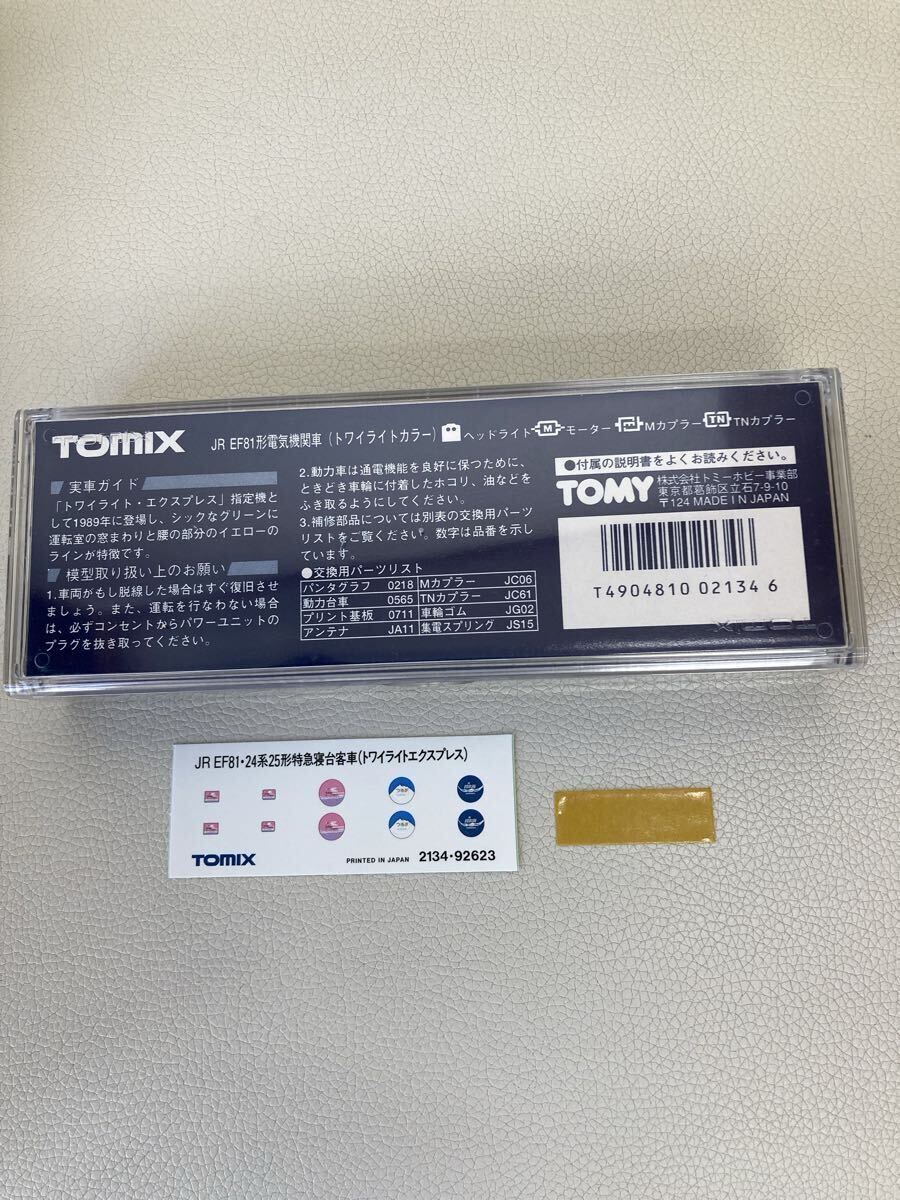 TOMIX
JR EF81形電気機関車（トワイライトカラー） ヘッドライト M モーター Mカプラー TN TNカプラー
実車ガイド
「トワイライト・エクスプレス」指定機と
して1989年に登場し、シックなグリーンに
運転室の窓まわりと腰の部分のイエローの
ラインが特徴です。
模型取り扱い上のお願い
1.車両がもし脱線した場合はすぐ復旧させ
ましょう。また、運転を行なわない場合
は、必ずコンセントからパワーユニットの
プラグを抜き取ってください。
2.動力車は通電機能を良好に保つために、
ときどき車輪に付着したホコリ、油などを
ふき取るようにしてください。
3.補修部品については別表の交換用パーツ
リストをご覧ください。数字は品番を示し
ています。
●交換用パーツリスト
パンタグラフ 0218 Mカプラー JC06
動力台車 0565 TNカプラー JC61
プリント基板 0711 車輪ゴム JG02
アンテナ JA11 集電スプリング JS15
●付属の説明書をよくお読みください。
TOMY 株式会社トミーホビー事業部
東京都葛飾区立石7-9-10
〒124 MADE IN JAPAN
T4904810 02134 6
JR EF81・24系25形特急寝台客車(トワイライトエクスプレス)
つるぎ
つるぎ
TOMIX PRINTED IN JAPAN 2134・92623